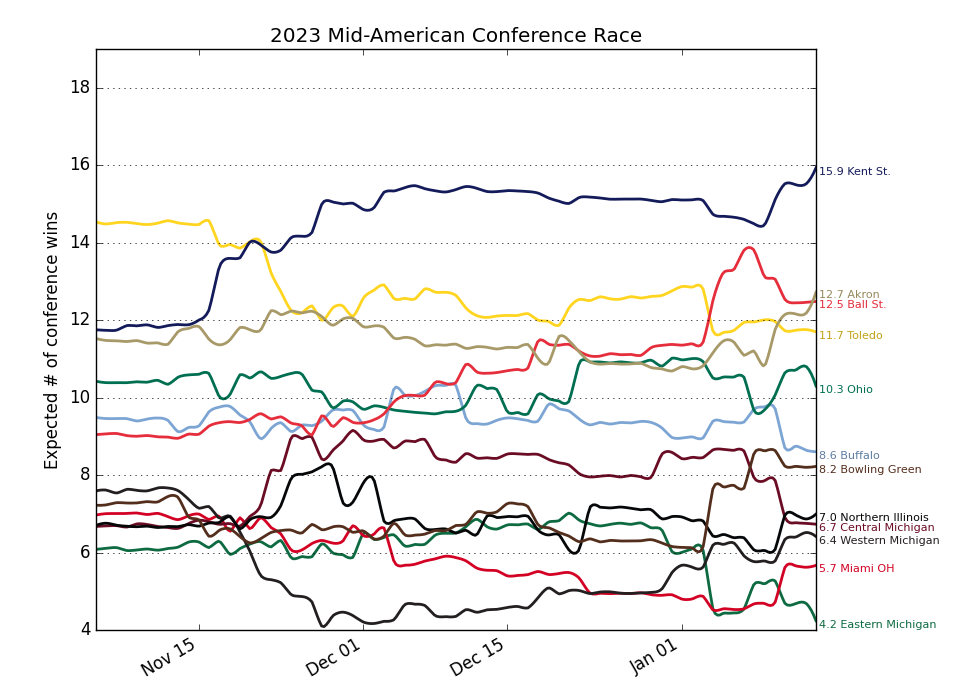 2023 Mid-American Conference Race
Expected # of conference wins
18
16
14
12
10
8
6
4
Nov 15
Dec 01
Dec 15
Jan 01
15.9 Kent St.
12.7 Akron
12.5 Ball St.
11.7 Toledo
10.3 Ohio
8.6 Buffalo
8.2 Bowling Green
7.0 Northern Illinois
6.7 Central Michigan
6.4 Western Michigan
5.7 Miami OH
4.2 Eastern Michigan